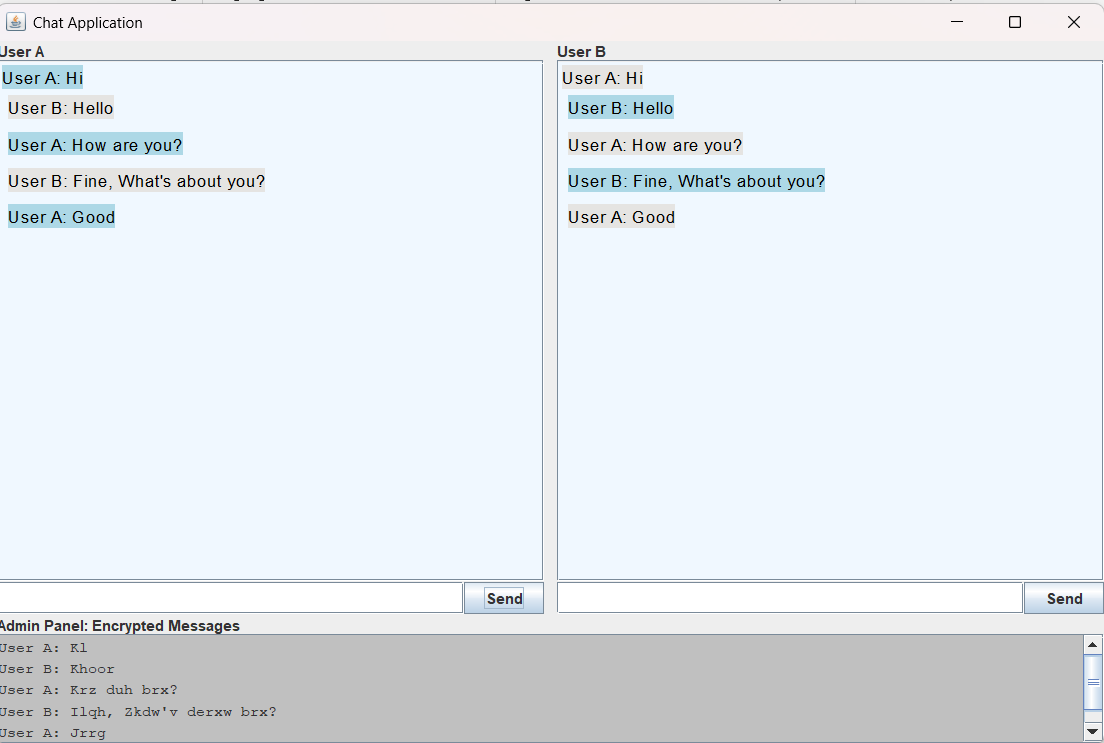 Chat Application
User A
User A: Hi
User B: Hello
User A: How are you?
User B: Fine, What's about you?
User A: Good
Send
User B
User A: Hi
User B: Hello
User A: How are you?
User B: Fine, What's about you?
User A: Good
Send
Admin Panel: Encrypted Messages
User A: Kl
User B: Khoor
User A: Krz duh brx?
User B: Ilqh, Zkdw'v derxw brx?
User A: Jrrg